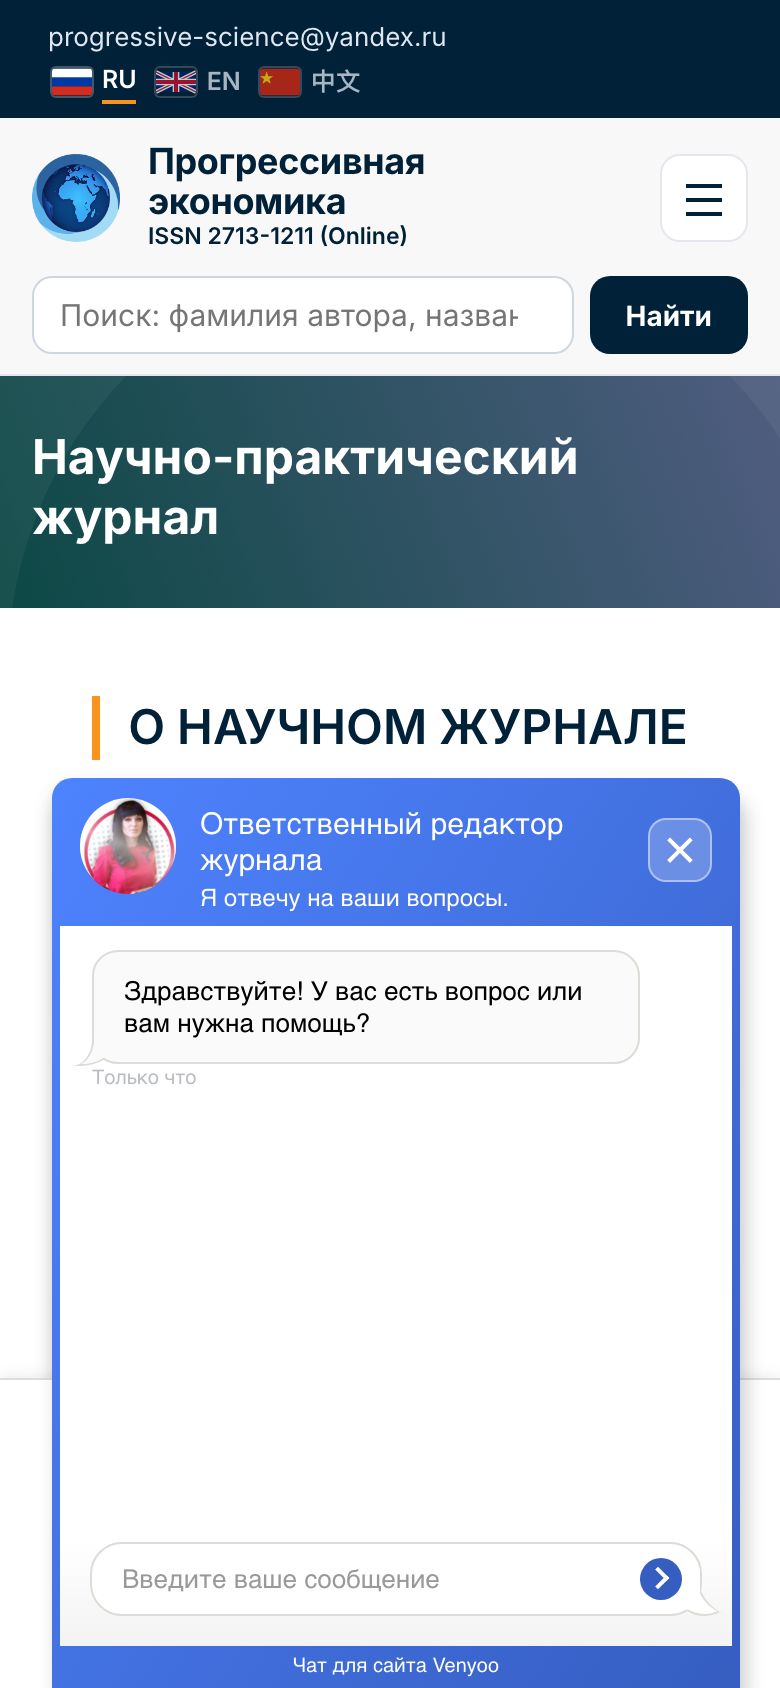 progressive-science@yandex.ru
RU EN 中文
Прогрессивная
экономика
ISSN 2713-1211 (Online)
Поиск: фамилия автора, назван
Найти
Научно-практический
журнал
О НАУЧНОМ ЖУРНАЛЕ
Ответственный редактор
журнала
Я отвечу на ваши вопросы.
Здравствуйте! У вас есть вопрос или
вам нужна помощь?
Только что
Введите ваше сообщение
Чат для сайта Venyoo